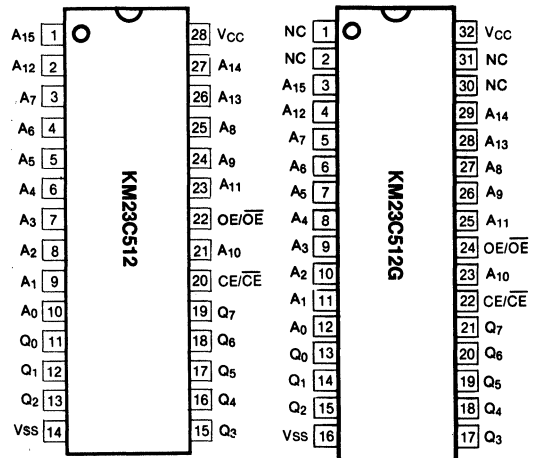 A15 1 28 VCC
A12 2 27 A14
A7 3 26 A13
A6 4 25 A8
A5 5 24 A9
A4 6 23 A11
A3 7 22 OE/O̅E̅
A2 8 21 A10
A1 9 20 CE/C̅E̅
A0 10 19 Q7
Q0 11 18 Q6
Q1 12 17 Q5
Q2 13 16 Q4
VSS 14 15 Q3
KM23C512
NC 1 32 VCC
NC 2 31 NC
A15 3 30 NC
A12 4 29 A14
A7 5 28 A13
A6 6 27 A8
A5 7 26 A9
A4 8 25 A11
A3 9 24 OE/O̅E̅
A2 10 23 A10
A1 11 22 CE/C̅E̅
A0 12 21 Q7
Q0 13 20 Q6
Q1 14 19 Q5
Q2 15 18 Q4
VSS 16 17 Q3
KM23C512G